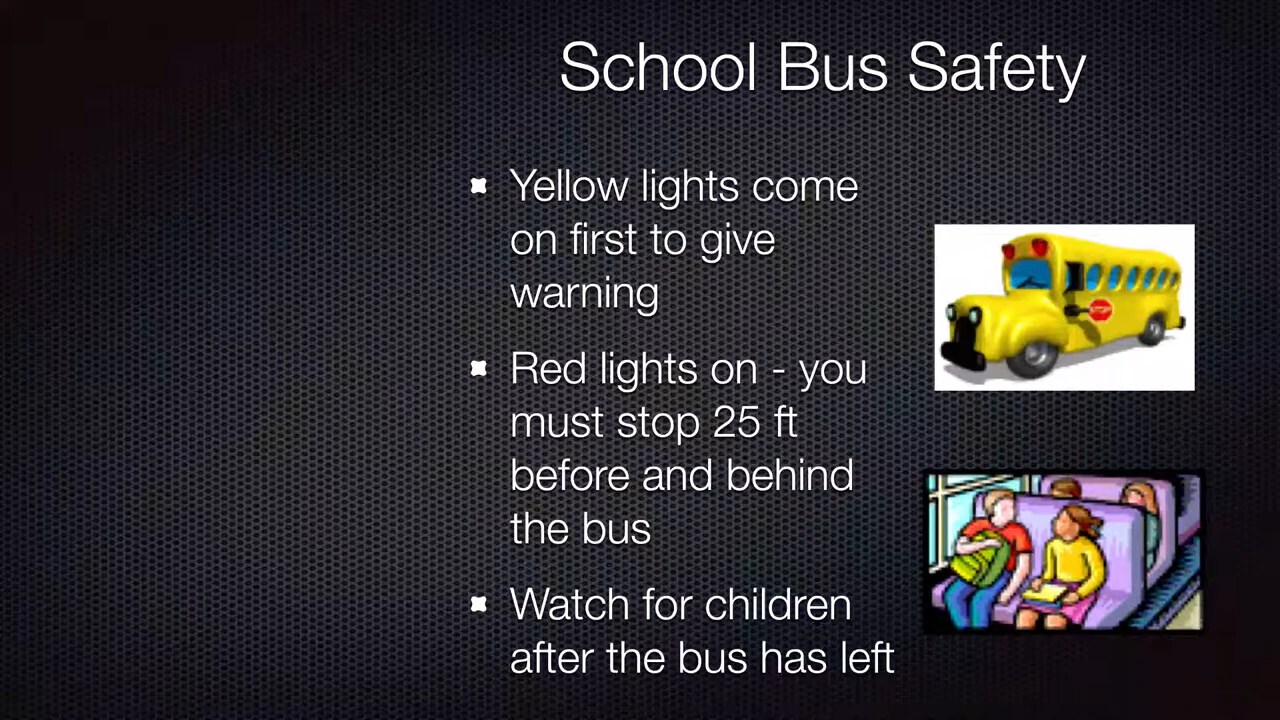 School Bus Safety
Yellow lights come
on first to give
warning
Red lights on - you
must stop 25 ft
before and behind
the bus
Watch for children
after the bus has left